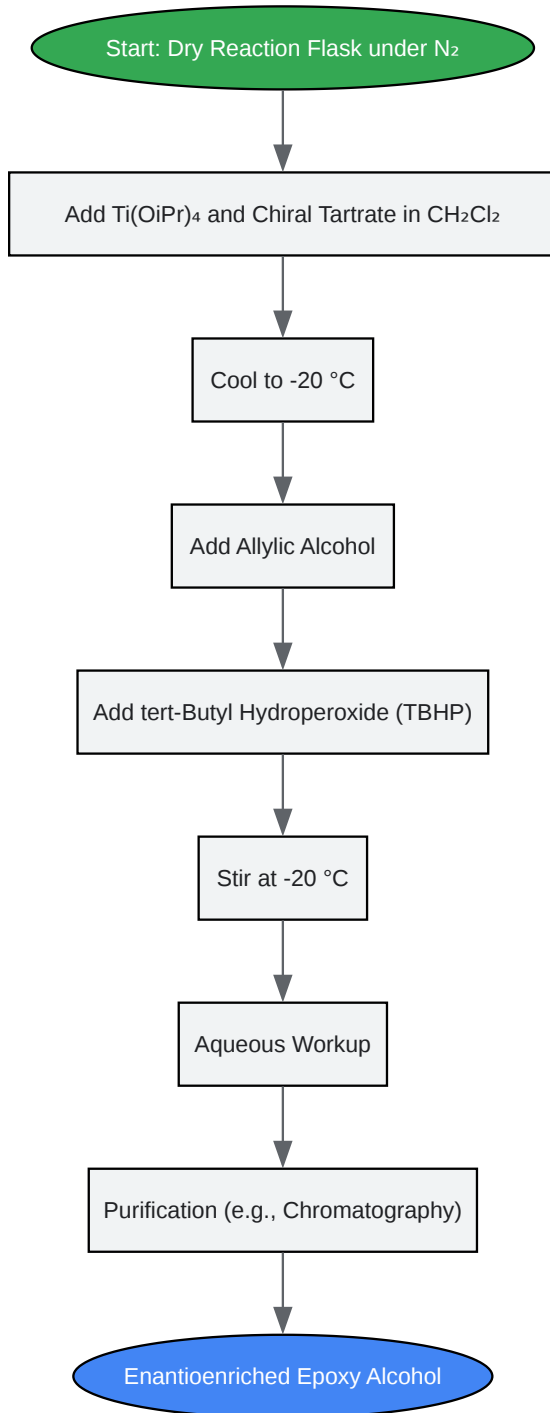 Start: Dry Reaction Flask under N₂
Add Ti(OiPr)₄ and Chiral Tartrate in CH₂Cl₂
Cool to -20 °C
Add Allylic Alcohol
Add tert-Butyl Hydroperoxide (TBHP)
Stir at -20 °C
Aqueous Workup
Purification (e.g., Chromatography)
Enantioenriched Epoxy Alcohol